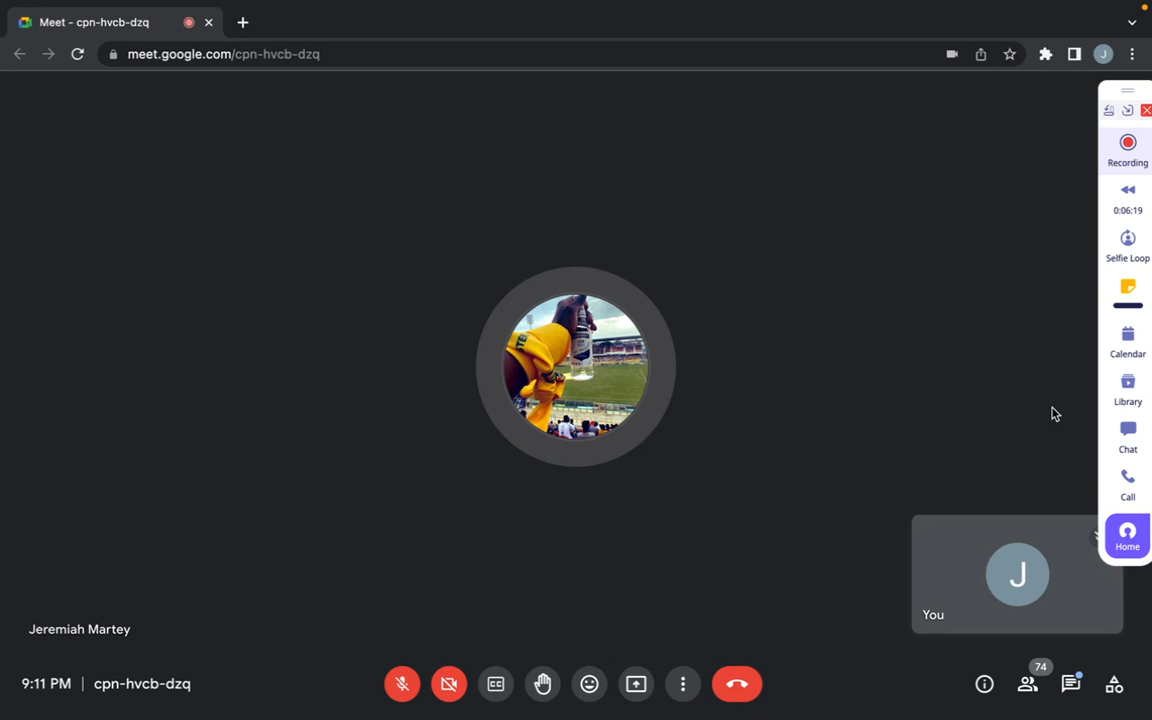 Meet - cpn-hvcb-dzq
meet.google.com/cpn-hvcb-dzq
J
Recording
0:06:19
Selfie Loop
Calendar
Library
Chat
Call
Home
J
You
Jeremiah Martey
9:11 PM | cpn-hvcb-dzq
CC
74